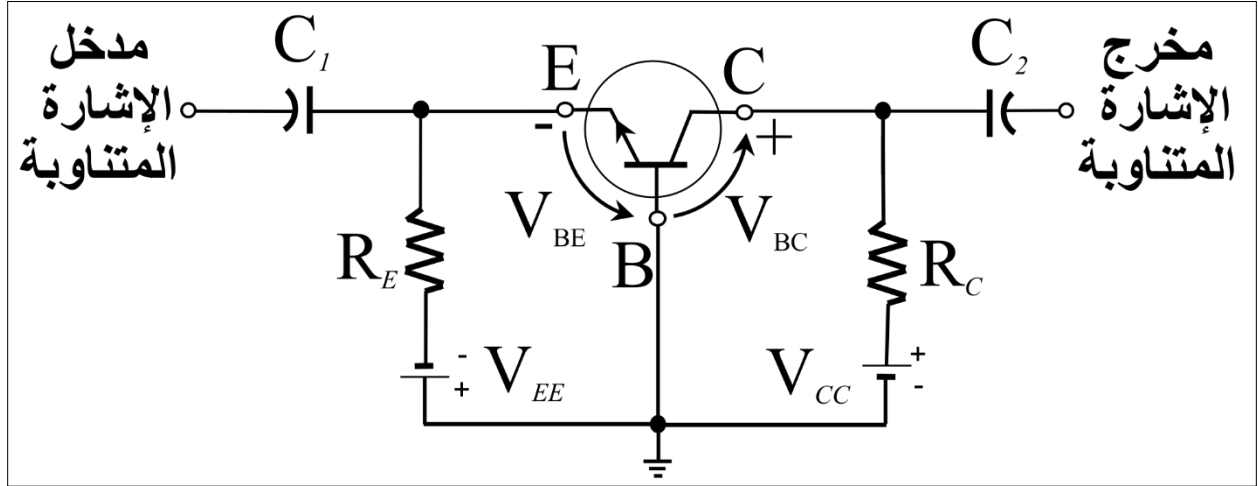 مدخل
الإشارة
المتناوبة
C1
E
C
C2
مخرج
الإشارة
المتناوبة
-
+
VBE
VBC
B
RE
RC
-
+
VEE
VCC
+
-